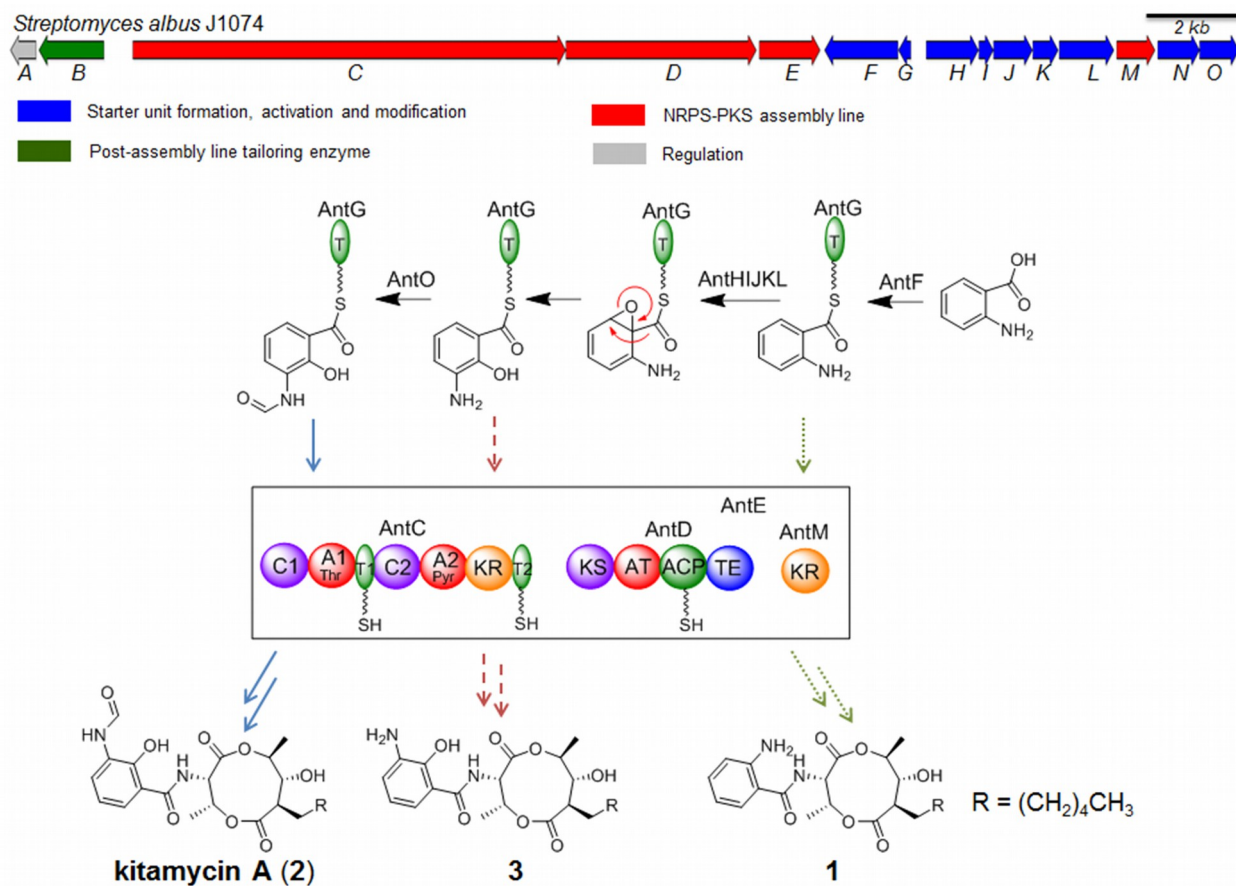 Streptomyces albus J1074
2 kb
A B C D E F G H I J K L M N O
Starter unit formation, activation and modification
NRPS-PKS assembly line
Post-assembly line tailoring enzyme
Regulation
AntG AntG AntG AntG
T T T T
AntO AntHIJKL AntF
S S S S
O O O O O OH
OH OH NH2 NH2 NH2
O NH NH2
AntE
AntC AntD AntM
C1 A1 Thr T1 C2 A2 Pyr KR T2 KS AT ACP TE KR
SH SH SH
O
HN OH H N O O O OH O O O R
H2N OH H N O O O OH O O O R
NH2 H N O O O OH O O O R
R = (CH2)4CH3
kitamycin A (2) 3 1